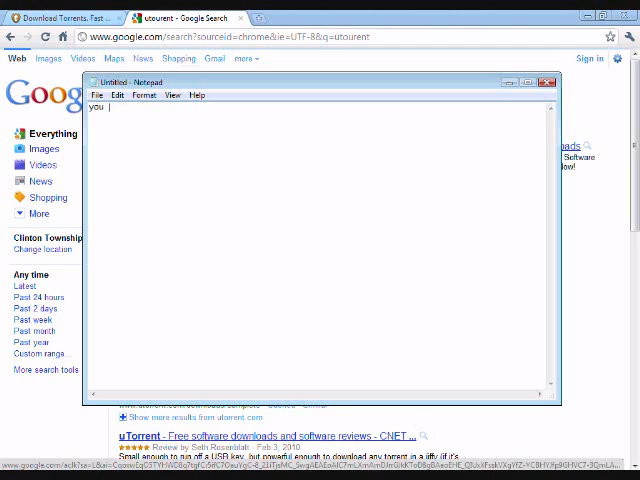 Download Torrents, Fast ...
utourent - Google Search
www.google.com/search?sourceid=chrome&ie=UTF-8&q=utourent
Web Images Videos Maps News Shopping Gmail more
Sign in
Goog
Untitled - Notepad
File Edit Format View Help
you
Everything
Images
Videos
News
Shopping
More
Clinton Township
Change location
Any time
Latest
Past 24 hours
Past 2 days
Past week
Past month
Past year
Custom range...
More search tools
oads
Software
low!
Show more results from utorrent.com
uTorrent - Free software downloads and software reviews - CNET ...
Review by Seth Rosenblatt - Feb 3, 2010
Small enough to run off a USB key, but powerful enough to download any torrent in a jiffy (if it's